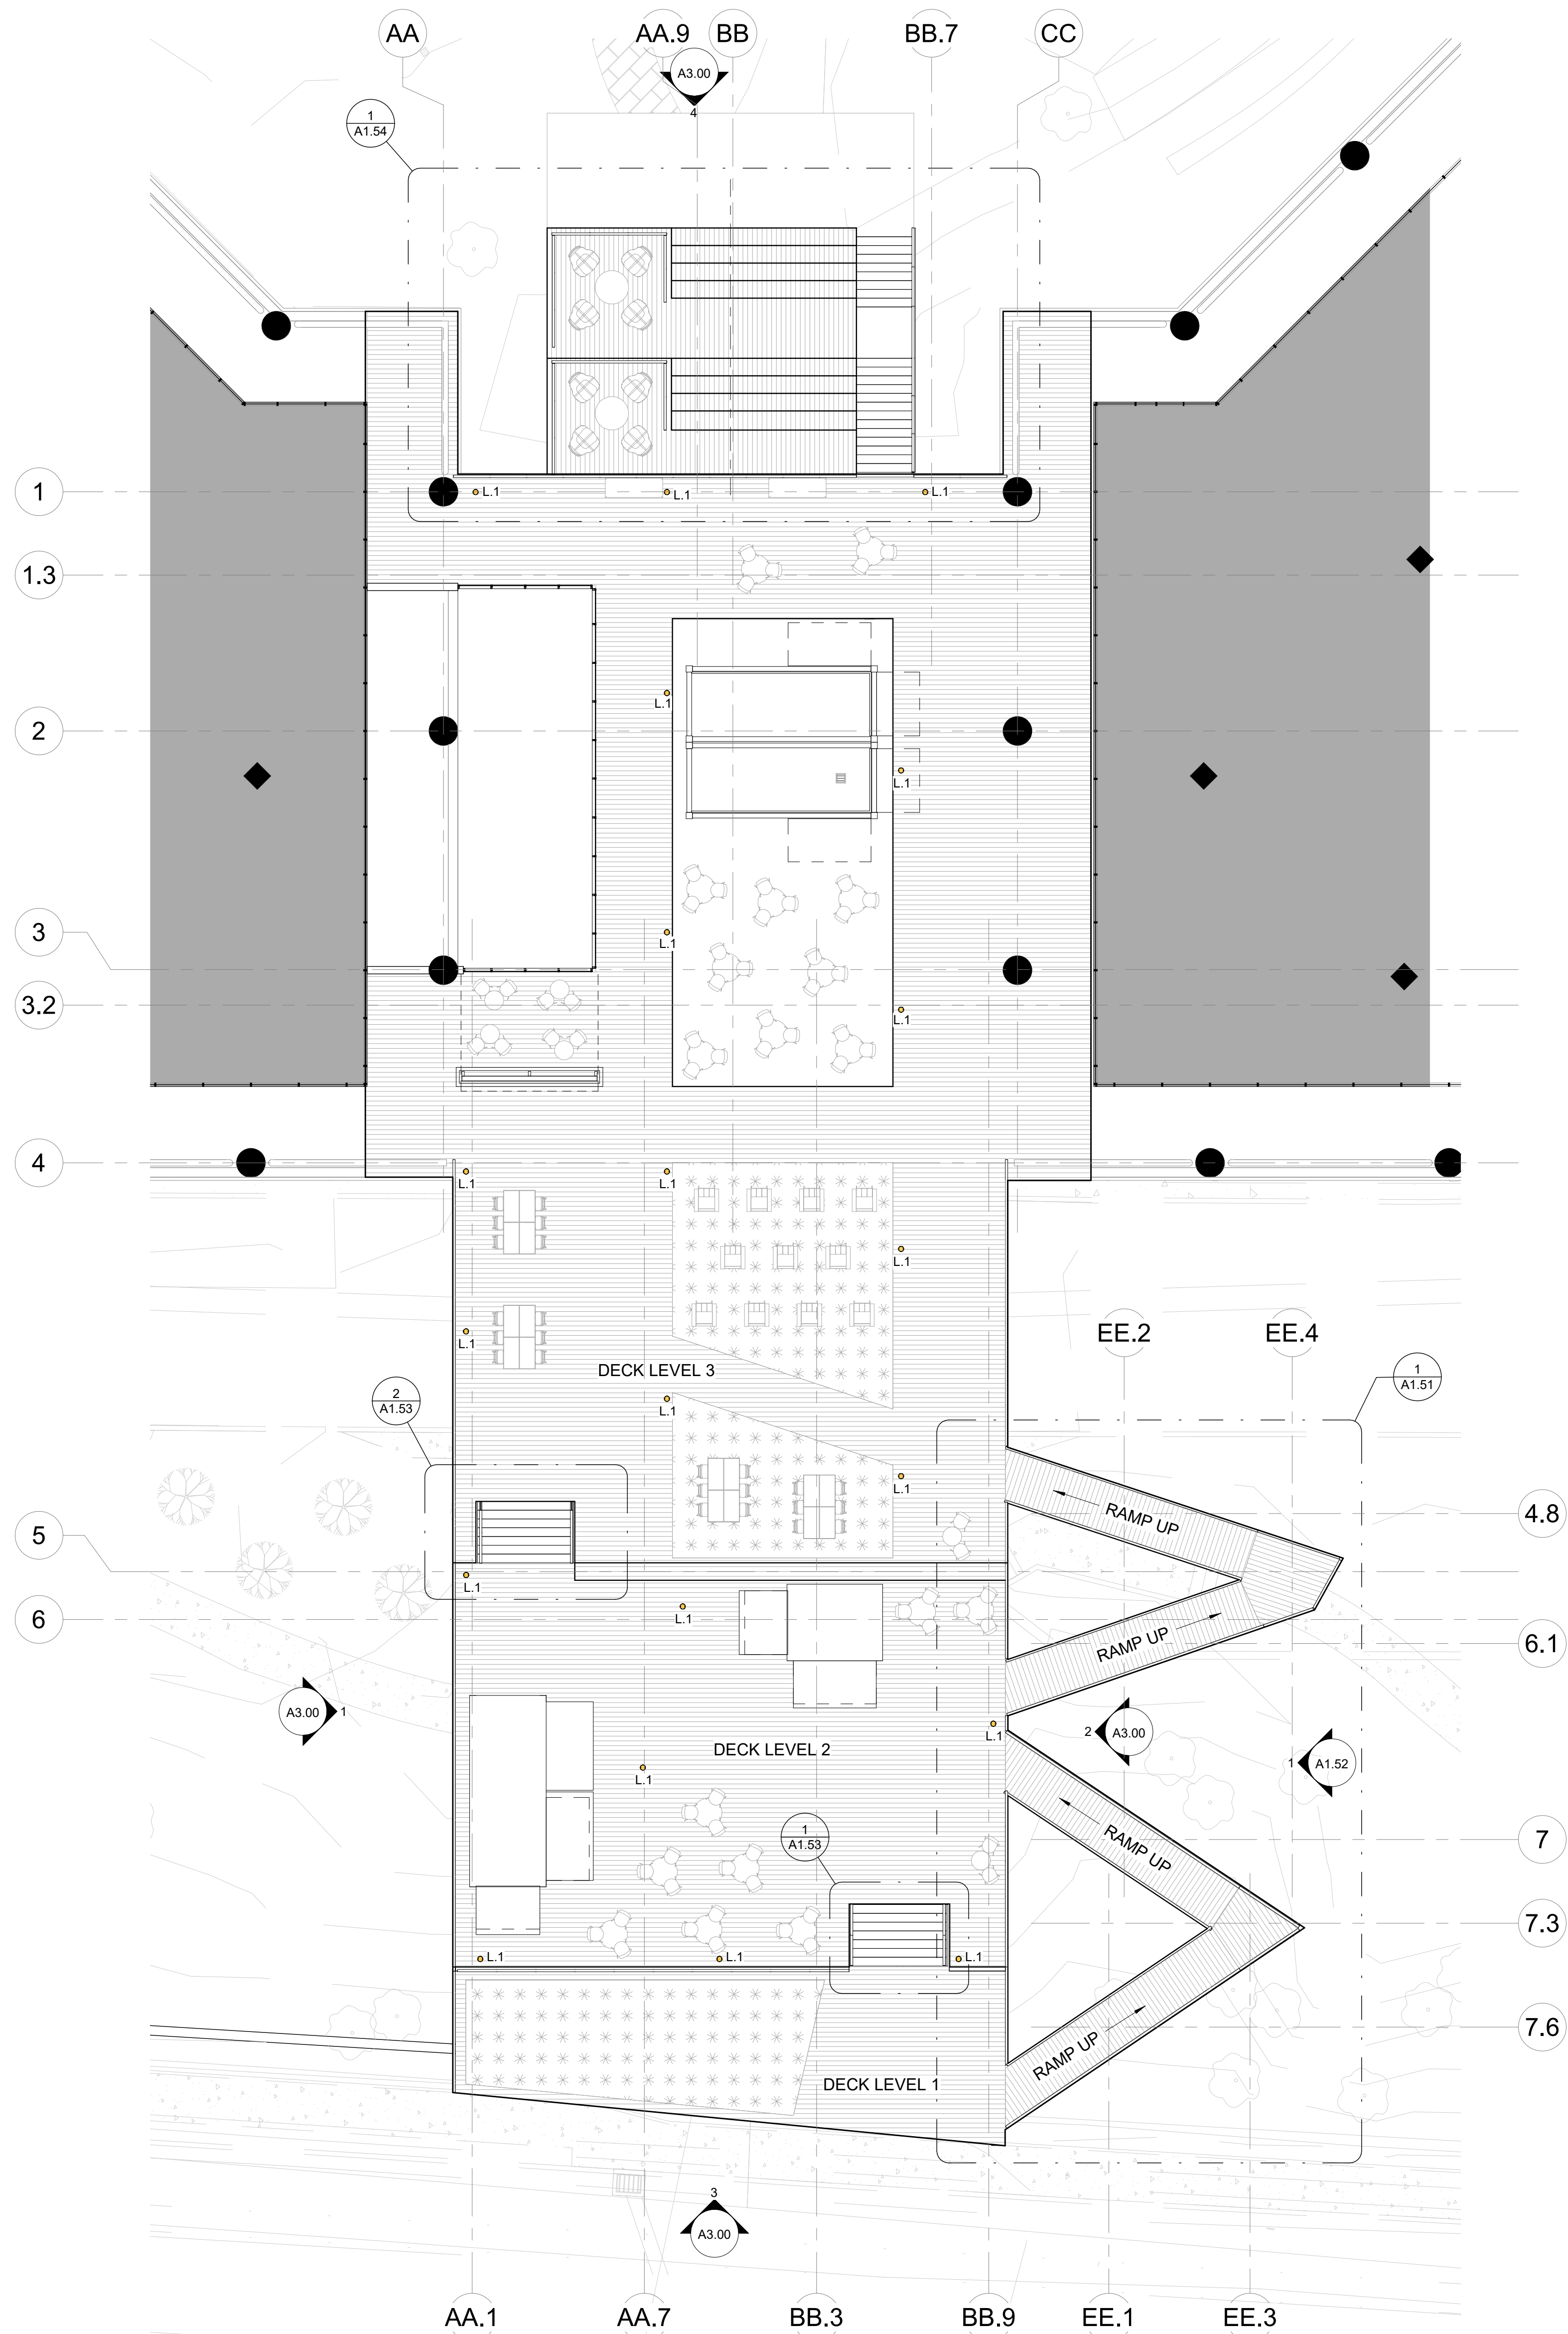 AA
AA.9
BB
BB.7
CC
A3.00
4
1
A1.54
1
L.1
L.1
L.1
1.3
L.1
2
L.1
3
L.1
3.2
L.1
4
L.1
L.1
L.1
EE.2
EE.4
L.1
DECK LEVEL 3
1
A1.51
2
A1.53
L.1
L.1
RAMP UP
4.8
5
L.1
L.1
6
RAMP UP
6.1
A3.00
1
L.1
2
A3.00
DECK LEVEL 2
1
A1.52
L.1
1
A1.53
RAMP UP
7
7.3
L.1
L.1
L.1
7.6
RAMP UP
DECK LEVEL 1
3
A3.00
AA.1
AA.7
BB.3
BB.9
EE.1
EE.3